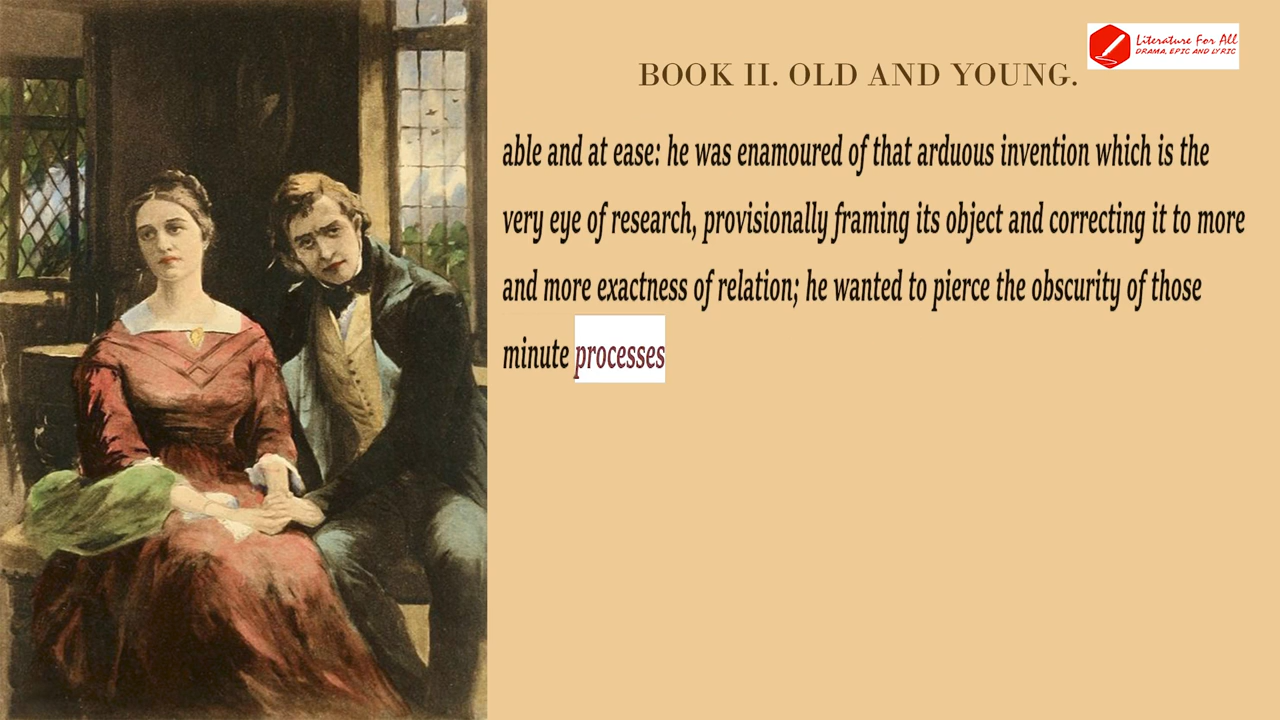 Literature For All
DRAMA, EPIC AND LYRIC
BOOK II. OLD AND YOUNG.
able and at ease: he was enamoured of that arduous invention which is the
very eye of research, provisionally framing its object and correcting it to more
and more exactness of relation; he wanted to pierce the obscurity of those
minute processes